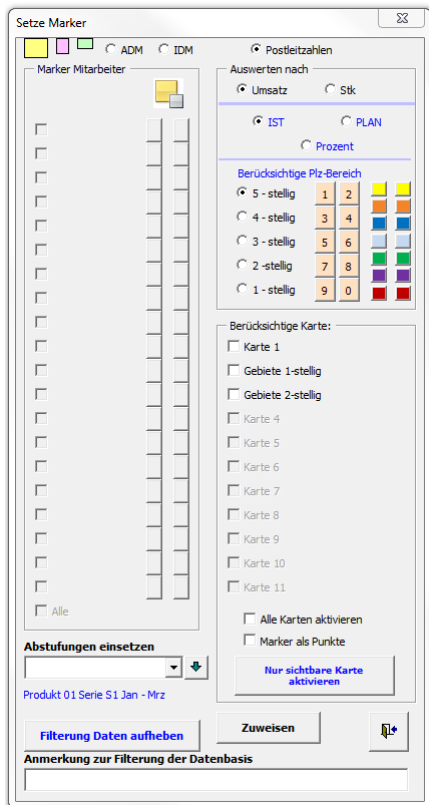 Setze Marker
ADM IDM Postleitzahlen
Marker Mitarbeiter
Alle
Abstufungen einsetzen
Produkt 01 Serie S1 Jan - Mrz
Filterung Daten aufheben
Auswerten nach
Umsatz Stk
IST PLAN
Prozent
Berücksichtige Plz-Bereich
5 - stellig 1 2
4 - stellig 3 4
3 - stellig 5 6
2 -stellig 7 8
1 - stellig 9 0
Berücksichtige Karte:
Karte 1
Gebiete 1-stellig
Gebiete 2-stellig
Karte 4
Karte 5
Karte 6
Karte 7
Karte 8
Karte 9
Karte 10
Karte 11
Alle Karten aktivieren
Marker als Punkte
Nur sichtbare Karte
aktivieren
Zuweisen
Anmerkung zur Filterung der Datenbasis